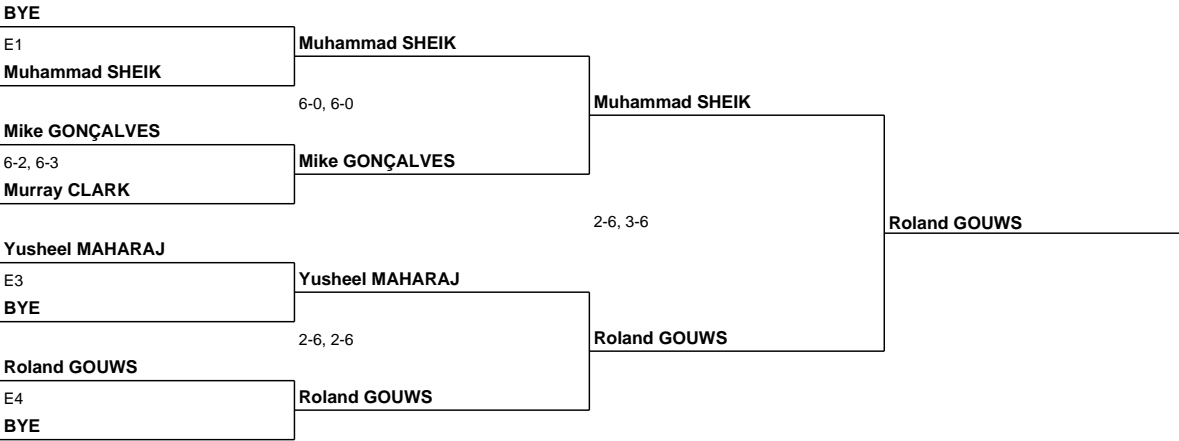 BYE
E1
Muhammad SHEIK
Muhammad SHEIK
6-0, 6-0
Mike GONÇALVES
6-2, 6-3
Murray CLARK
Mike GONÇALVES
Muhammad SHEIK
2-6, 3-6
Roland GOUWS
Yusheel MAHARAJ
E3
BYE
Yusheel MAHARAJ
2-6, 2-6
Roland GOUWS
Roland GOUWS
E4
BYE
Roland GOUWS